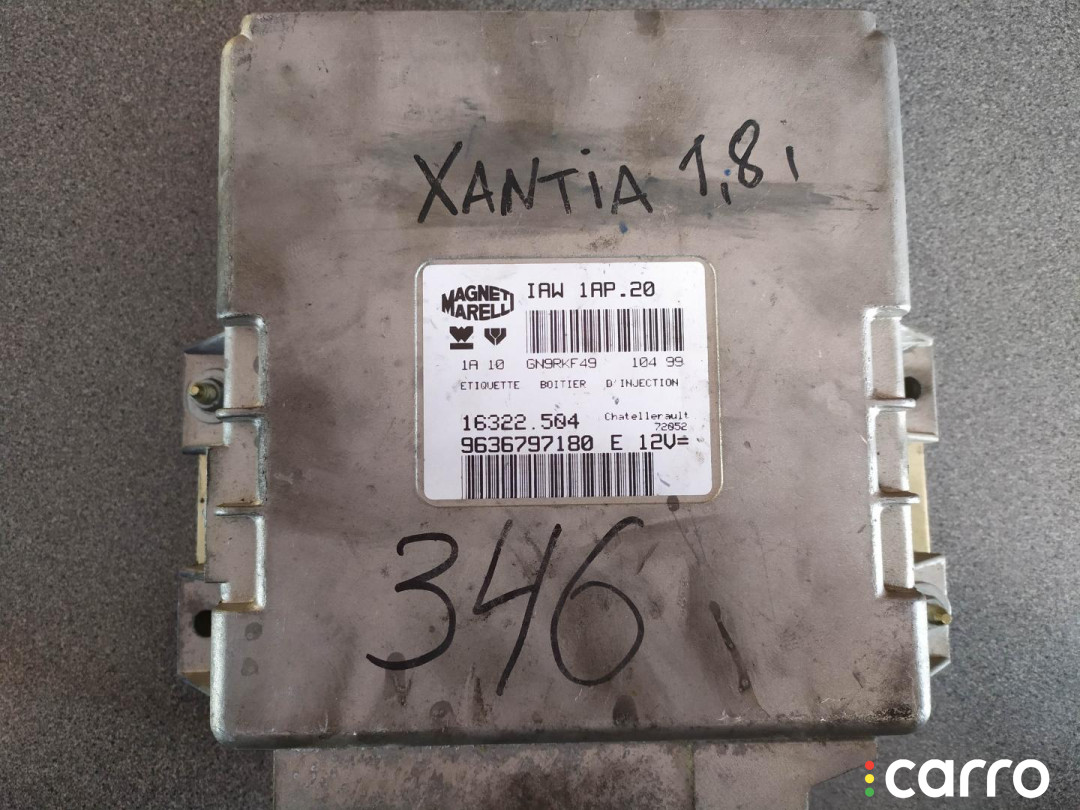 XANTiA 1,8i
MAGNETI
MARELLI
IAW 1AP.20
1A 10 GN9RKF49 104 99
ETIQUETTE BOITIER D'INJECTION
16322.504 Chatellerault
72052
9636797180 E 12V=
346
carro